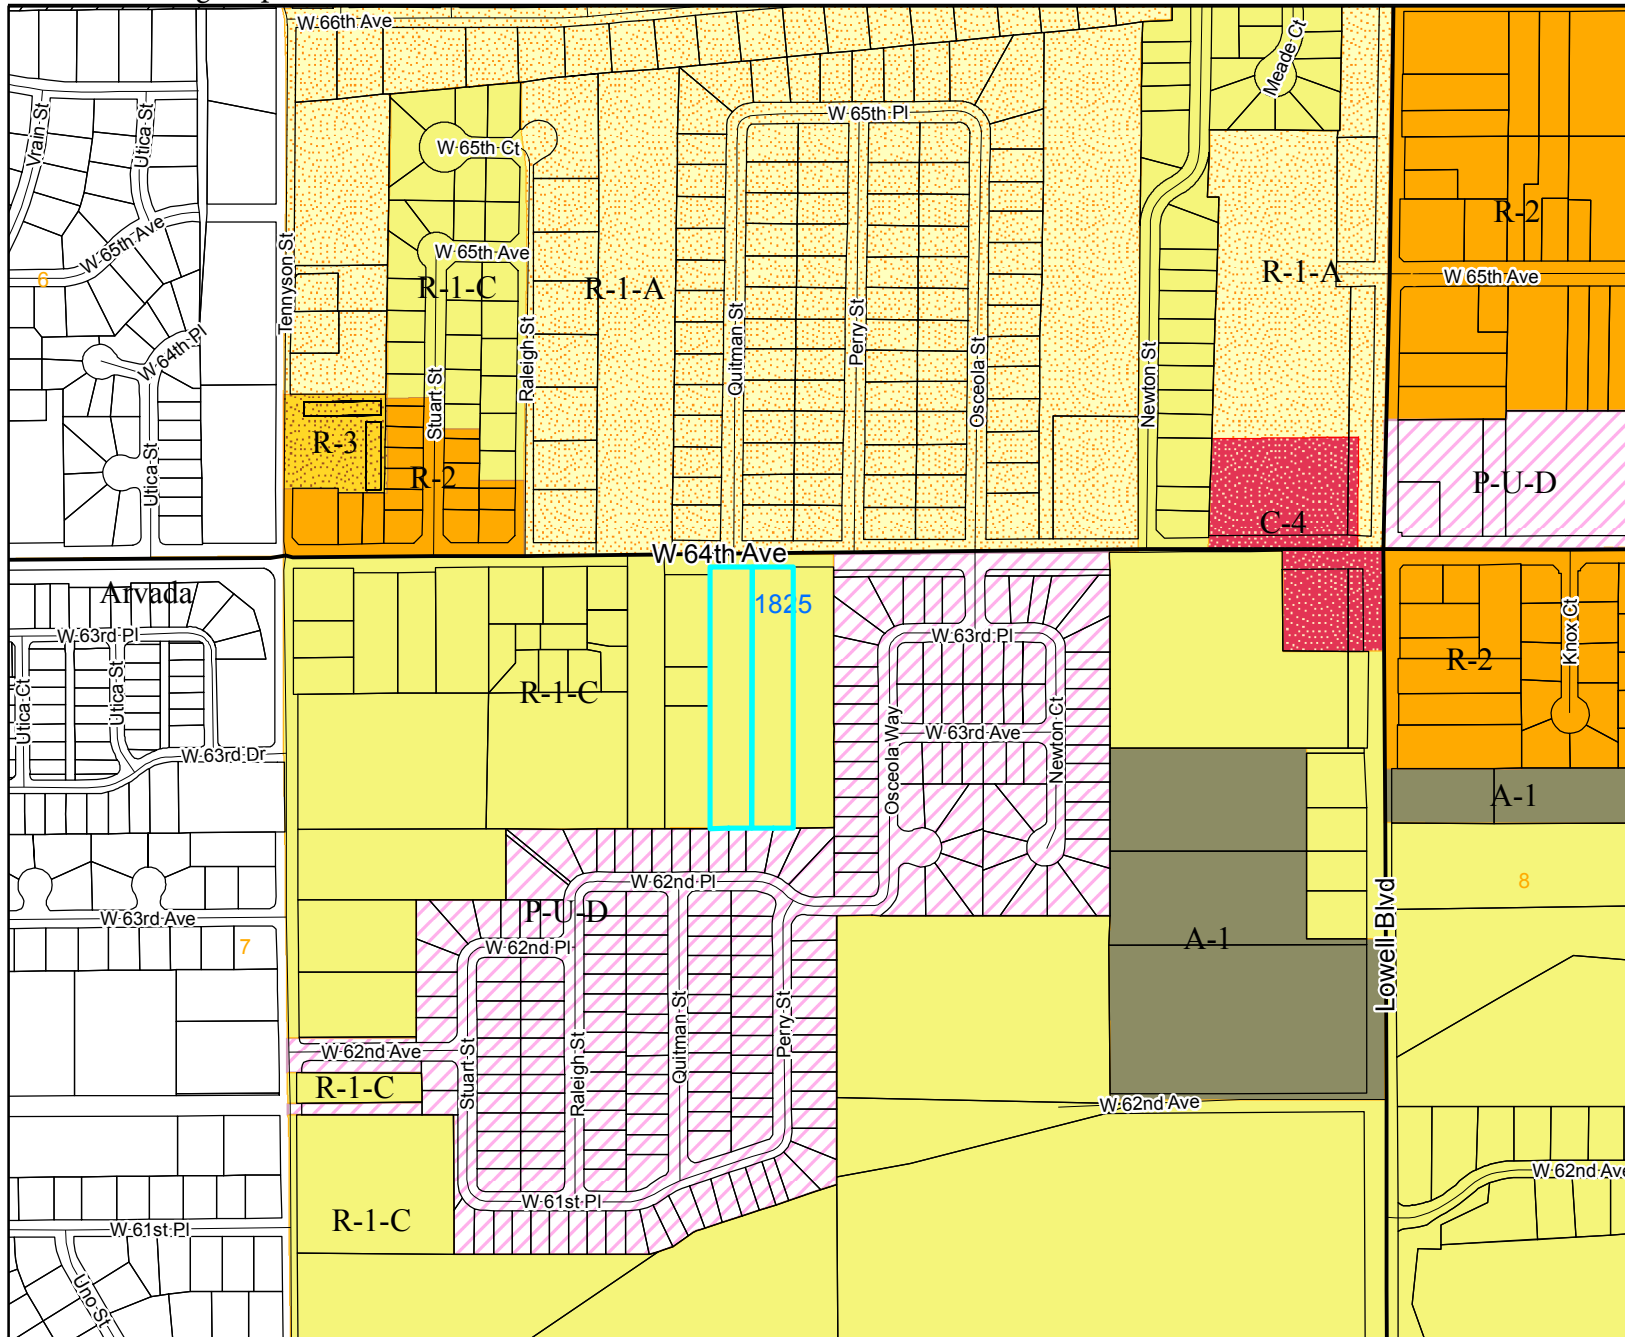 W 66th Ave
Meade Ct
W 65th Pl
Vrain St
Utica St
W 65th Ct
R-2
W 65th Ave
W 65th Ave
Tennyson St
6
R-1-C
R-1-A
R-1-A
W 65th Ave
W 64th Pl
Raleigh St
Quitman St
Perry St
Osceola St
Newton St
Stuart St
R-3
R-2
Utica St
P-U-D
C-4
W 64th Ave
Arvada
1825
W 63rd Pl
W 63rd Pl
Knox Ct
R-2
R-1-C
Utica Ct
Utica St
Osceola Way
W 63rd Ave
Newton Ct
W 63rd Dr
A-1
W 62nd Pl
8
P-U-D
W 63rd Ave
7
W 62nd Pl
A-1
Lowell Blvd
Stuart St
Raleigh St
Quitman St
Perry St
W 62nd Ave
R-1-C
W 62nd Ave
W 62nd Ave
W 61st Pl
R-1-C
W 61st Pl
Uno St